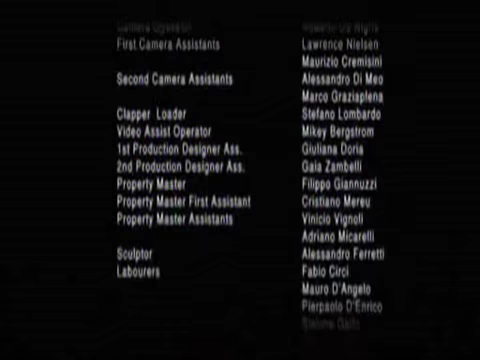 Camera Operator
First Camera Assistants Lawrence Nielsen
Maurizio Cremisini
Second Camera Assistants Alessandro Di Meo
Marco Graziaplena
Clapper Loader Stefano Lombardo
Video Assist Operator Mikey Bergstrom
1st Production Designer Ass. Giuliana Doria
2nd Production Designer Ass. Gaia Zambelli
Property Master Filippo Giannuzzi
Property Master First Assistant Cristiano Mereu
Property Master Assistants Vinicio Vignoli
Adriano Micarelli
Sculptor Alessandro Ferretti
Labourers Fabio Circi
Mauro D'Angelo
Pierpaolo D'Enrico